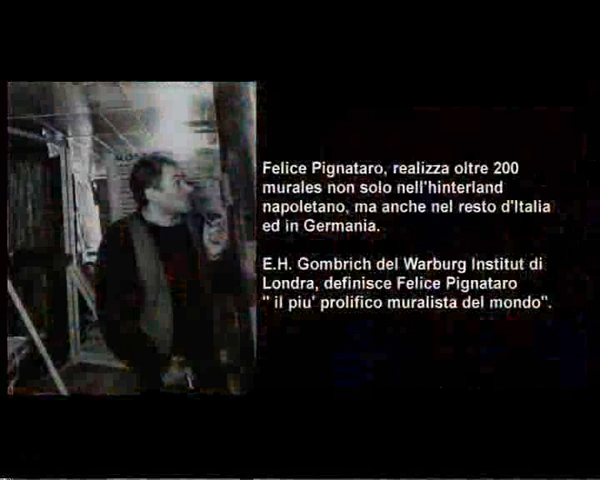 Felice Pignataro, realizza oltre 200
murales non solo nell'hinterland
napoletano, ma anche nel resto d'Italia
ed in Germania.
E.H. Gombrich del Warburg Institut di
Londra, definisce Felice Pignataro
" il piu' prolifico muralista del mondo".